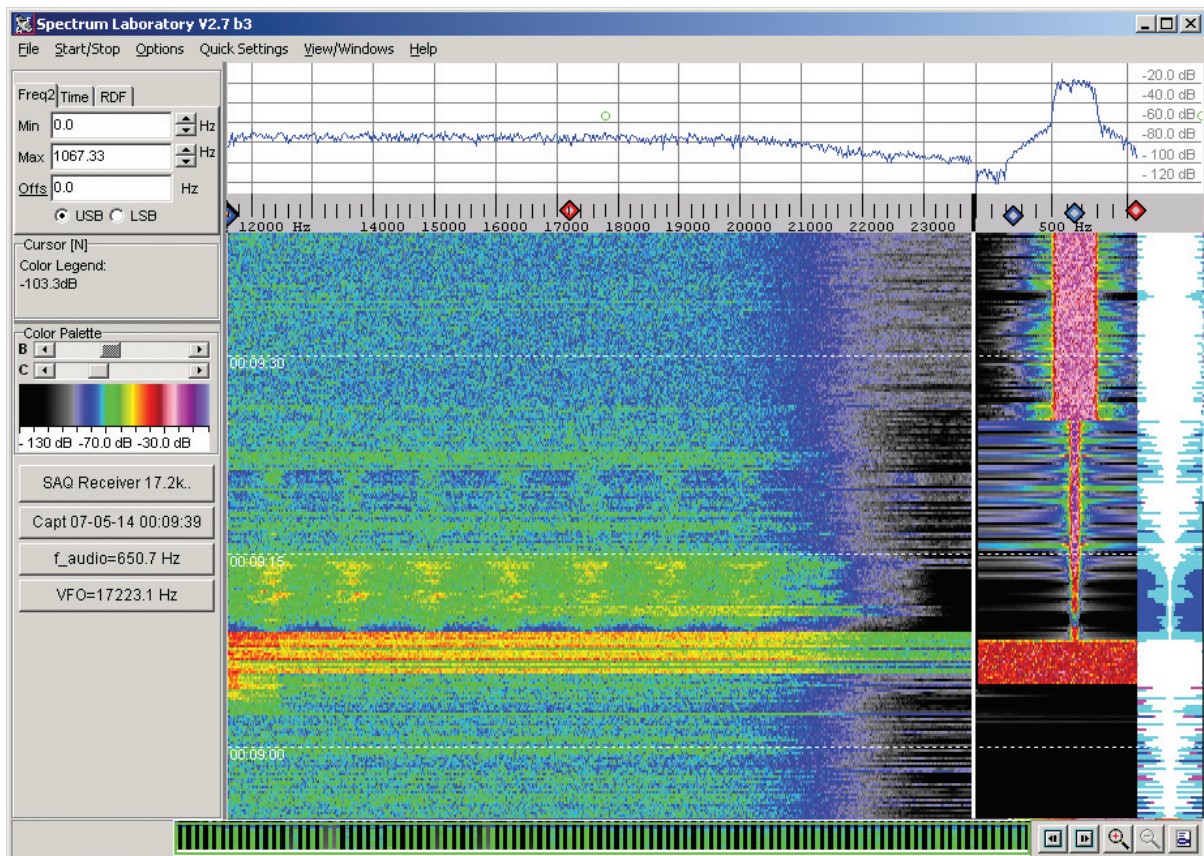 Spectrum Laboratory V2.7 b3
File Start/Stop Options Quick Settings View/Windows Help
Freq2 Time RDF
Min 0.0 Hz
Max 1067.33 Hz
Offs 0.0 Hz
USB LSB
Cursor [N]
Color Legend:
-103.3dB
Color Palette
B
C
- 130 dB -70.0 dB -30.0 dB
SAQ Receiver 17.2k..
Capt 07-05-14 00:09:39
f_audio=650.7 Hz
VFO=17223.1 Hz
-20.0 dB
-40.0 dB
-60.0 dB
-80.0 dB
- 100 dB
- 120 dB
12000 Hz 14000 15000 16000 17000 18000 19000 20000 21000 22000 23000 500 Hz
00:09:30
00:09:15
00:09:00